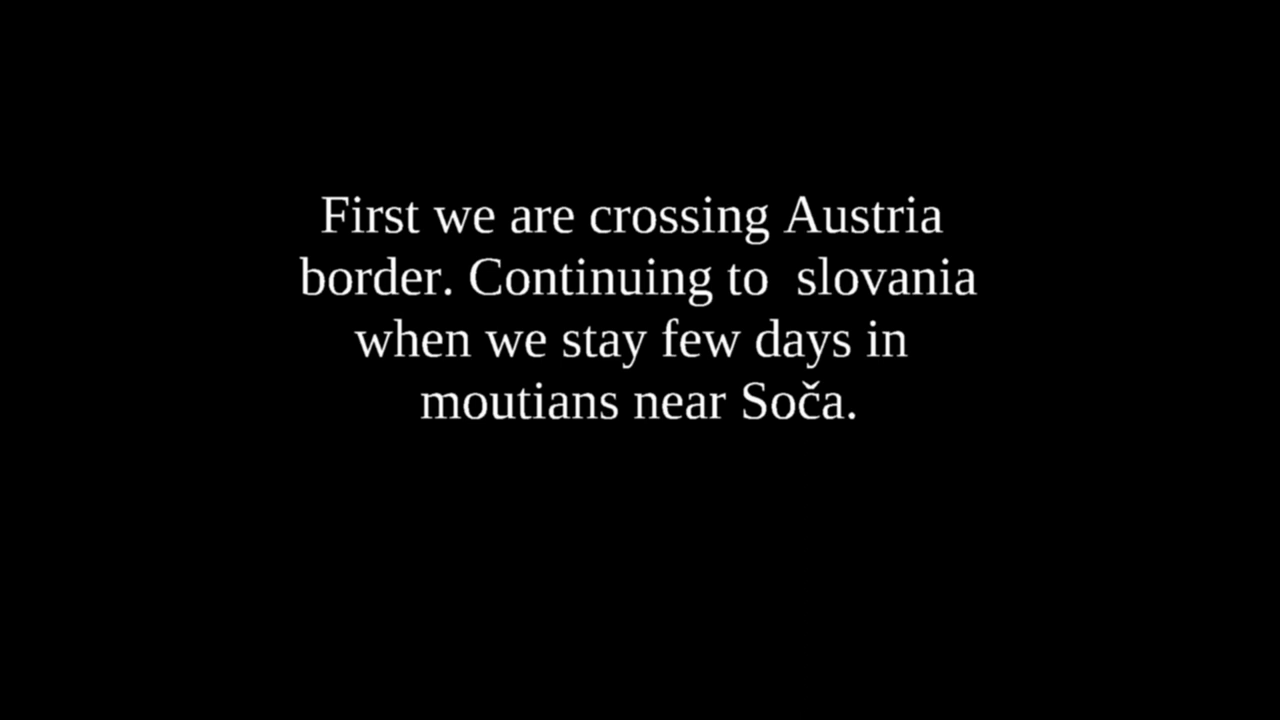 First we are crossing Austria
border. Continuing to  slovania
when we stay few days in
moutians near Soča.